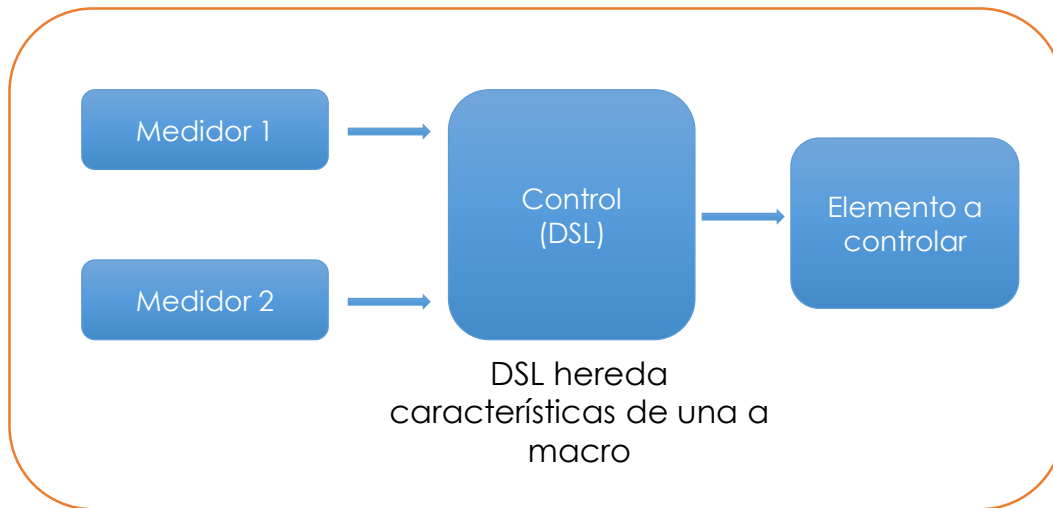 Medidor 1
Medidor 2
Control
(DSL)
Elemento a
controlar
DSL hereda
características de una a
macro